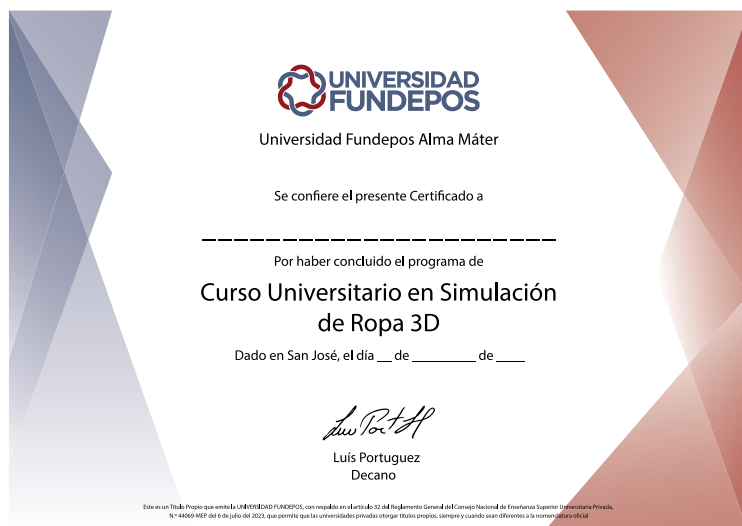 UNIVERSIDAD
FUNDEPOS
Universidad Fundepos Alma Máter
Se confiere el presente Certificado a
_ _ _ _ _ _ _ _ _ _ _ _ _ _ _ _ _ _ _ _ _ _ _
Por haber concluido el programa de
Curso Universitario en Simulación
de Ropa 3D
Dado en San José, el día __ de ________ de ____
Luís Portuguez
Decano
Este es un Título Propio que emite la UNIVERSIDAD FUNDEPOS, con respaldo en el artículo 32 del Reglamento General del Consejo Nacional de Enseñanza Superior Universitaria Privada,
N.º 44069-MEP del 6 de julio del 2023, que permite que las universidades privadas otorgar títulos propios, siempre y cuando sean diferentes a la nomenclatura oficial